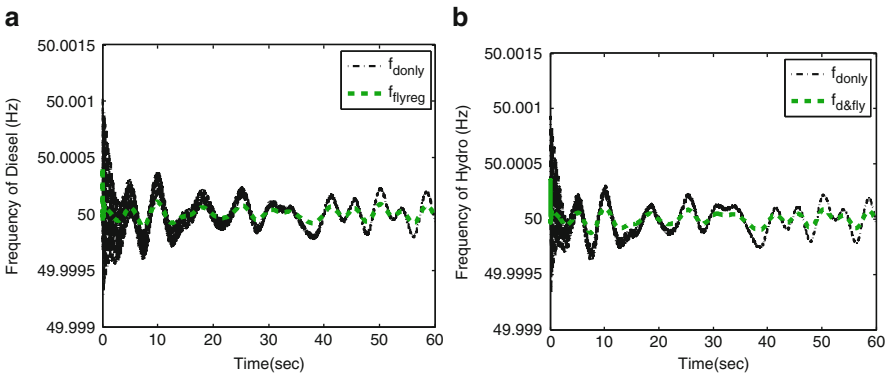 a
50.0015
50.001
50.0005
50
49.9995
49.999
Frequency of Diesel (Hz)
f_donly
f_flyreg
0 10 20 30 40 50 60
Time(sec)
b
50.0015
50.001
50.0005
50
49.9995
49.999
Frequency of Hydro (Hz)
f_donly
f_d&fly
0 10 20 30 40 50 60
Time(sec)